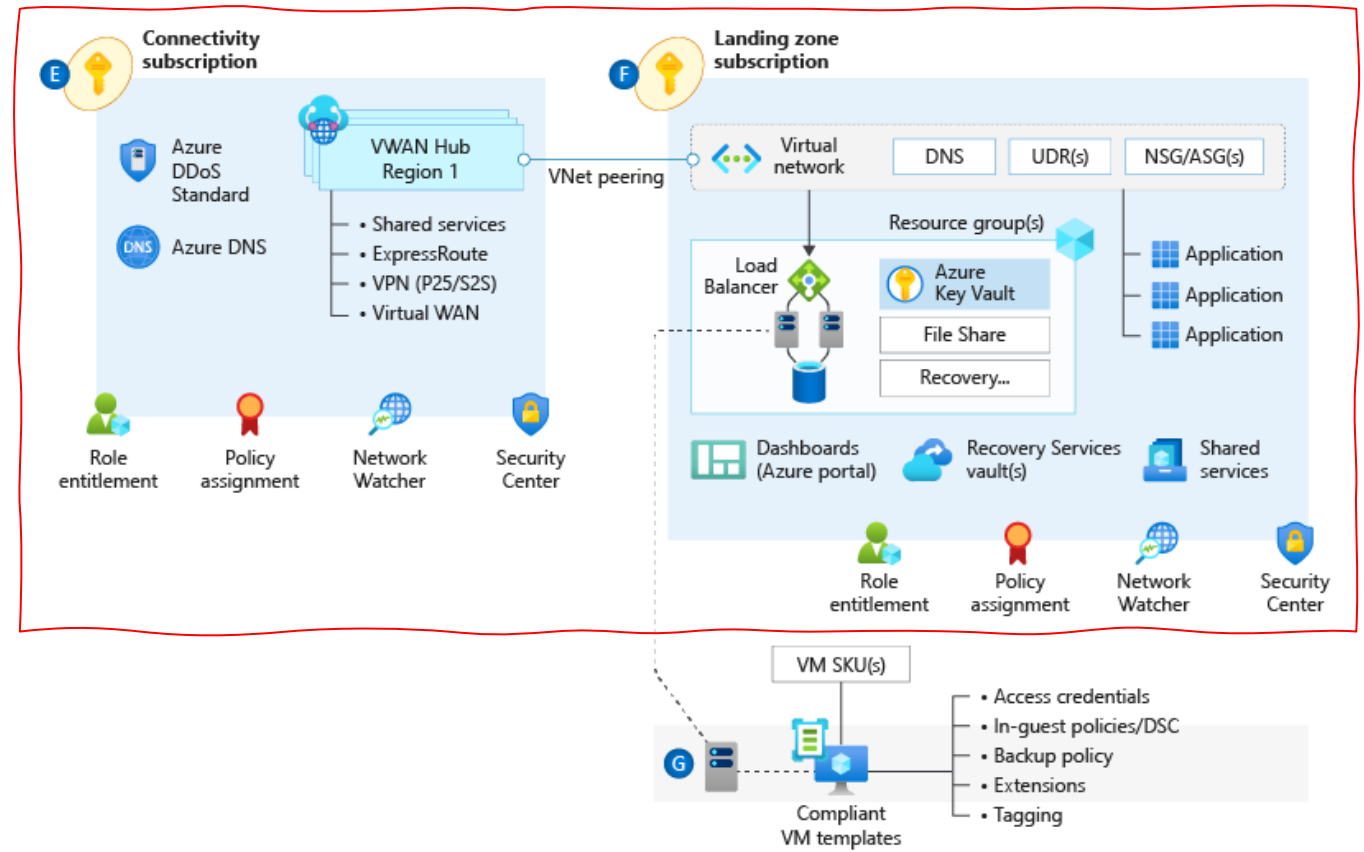 Connectivity
subscription
E
Azure
DDoS
Standard
DNS
Azure DNS
VWAN Hub
Region 1
• Shared services
• ExpressRoute
• VPN (P25/S2S)
• Virtual WAN
VNet peering
Role
entitlement
Policy
assignment
Network
Watcher
Security
Center
Landing zone
subscription
F
Virtual
network
DNS
UDR(s)
NSG/ASG(s)
Resource group(s)
Load
Balancer
Azure
Key Vault
File Share
Recovery...
Application
Application
Application
Dashboards
(Azure portal)
Recovery Services
vault(s)
Shared
services
Role
entitlement
Policy
assignment
Network
Watcher
Security
Center
VM SKU(s)
G
Compliant
VM templates
• Access credentials
• In-guest policies/DSC
• Backup policy
• Extensions
• Tagging